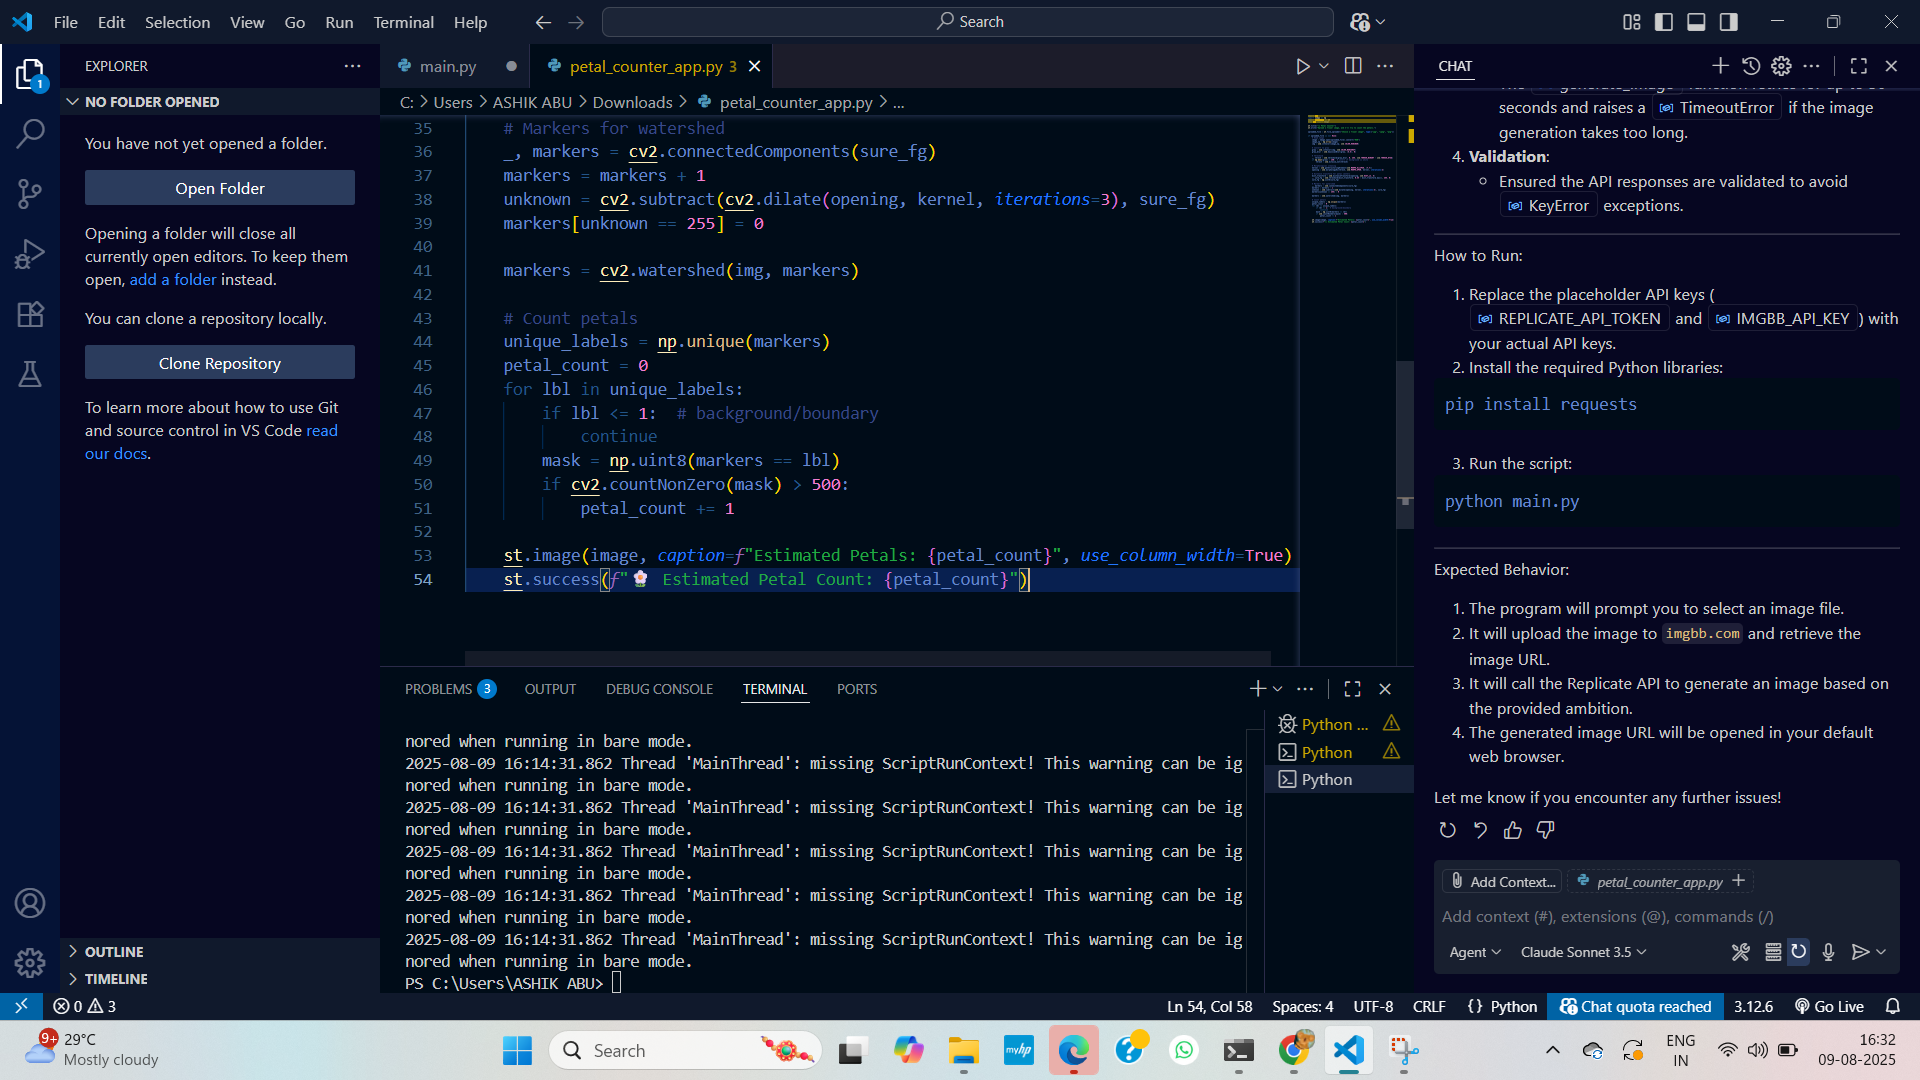 File Edit Selection View Go Run Terminal Help
Search
EXPLORER
1
NO FOLDER OPENED
You have not yet opened a folder.
Open Folder
Opening a folder will close all
currently open editors. To keep them
open, add a folder instead.
You can clone a repository locally.
Clone Repository
To learn more about how to use Git
and source control in VS Code read
our docs.
OUTLINE
TIMELINE
main.py
petal_counter_app.py 3
C: > Users > ASHIK ABU > Downloads > petal_counter_app.py > ...
35 # Markers for watershed
36 _, markers = cv2.connectedComponents(sure_fg)
37 markers = markers + 1
38 unknown = cv2.subtract(cv2.dilate(opening, kernel, iterations=3), sure_fg)
39 markers[unknown == 255] = 0
40
41 markers = cv2.watershed(img, markers)
42
43 # Count petals
44 unique_labels = np.unique(markers)
45 petal_count = 0
46 for lbl in unique_labels:
47 if lbl <= 1: # background/boundary
48 continue
49 mask = np.uint8(markers == lbl)
50 if cv2.countNonZero(mask) > 500:
51 petal_count += 1
52
53 st.image(image, caption=f"Estimated Petals: {petal_count}", use_column_width=True)
54 st.success(f"🌸 Estimated Petal Count: {petal_count}")
PROBLEMS 3 OUTPUT DEBUG CONSOLE TERMINAL PORTS
nored when running in bare mode.
2025-08-09 16:14:31.862 Thread 'MainThread': missing ScriptRunContext! This warning can be ig
nored when running in bare mode.
2025-08-09 16:14:31.862 Thread 'MainThread': missing ScriptRunContext! This warning can be ig
nored when running in bare mode.
2025-08-09 16:14:31.862 Thread 'MainThread': missing ScriptRunContext! This warning can be ig
nored when running in bare mode.
2025-08-09 16:14:31.862 Thread 'MainThread': missing ScriptRunContext! This warning can be ig
nored when running in bare mode.
2025-08-09 16:14:31.862 Thread 'MainThread': missing ScriptRunContext! This warning can be ig
nored when running in bare mode.
PS C:\Users\ASHIK ABU>
Python ...
Python
Python
CHAT
seconds and raises a TimeoutError if the image
generation takes too long.
4. Validation:
Ensured the API responses are validated to avoid
KeyError exceptions.
How to Run:
1. Replace the placeholder API keys (
REPLICATE_API_TOKEN and IMGBB_API_KEY ) with
your actual API keys.
2. Install the required Python libraries:
pip install requests
3. Run the script:
python main.py
Expected Behavior:
1. The program will prompt you to select an image file.
2. It will upload the image to imgbb.com and retrieve the
image URL.
3. It will call the Replicate API to generate an image based on
the provided ambition.
4. The generated image URL will be opened in your default
web browser.
Let me know if you encounter any further issues!
Add Context... petal_counter_app.py
Add context (#), extensions (@), commands (/)
Agent Claude Sonnet 3.5
0 3
Ln 54, Col 58 Spaces: 4 UTF-8 CRLF {} Python Chat quota reached 3.12.6 Go Live
9+
29°C
Mostly cloudy
Search
myhp
ENG
IN
16:32
09-08-2025